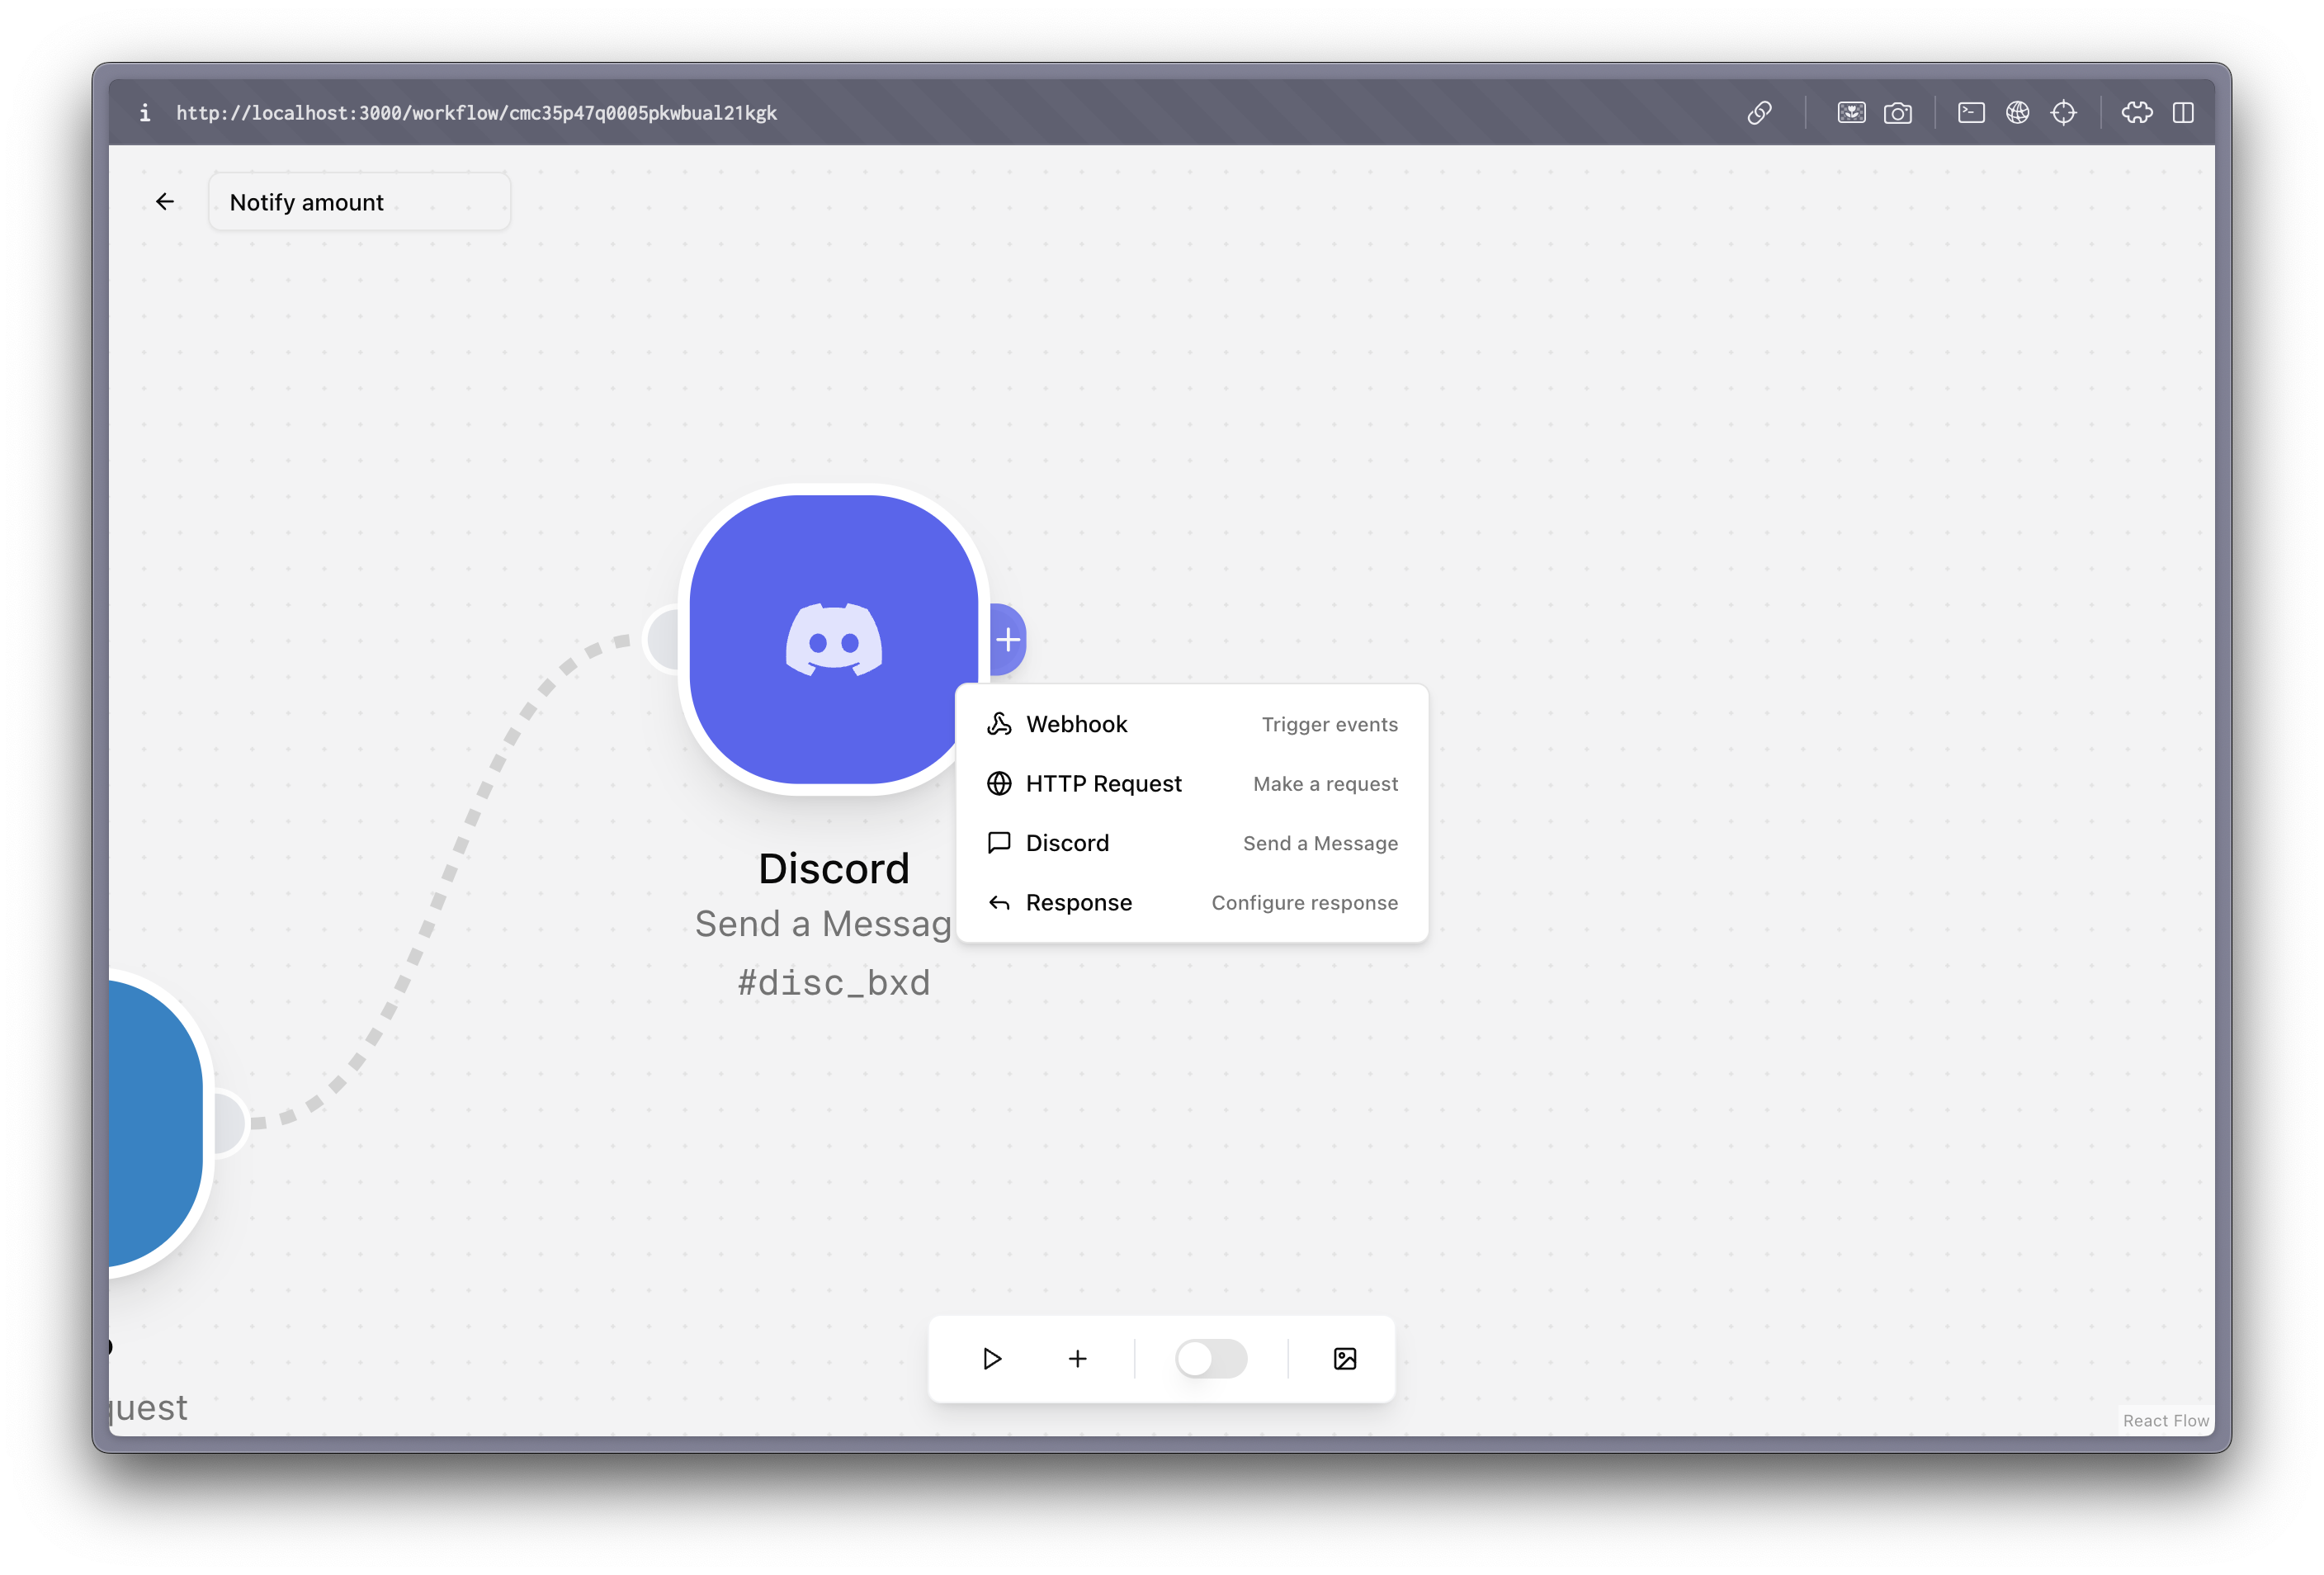 http://localhost:3000/workflow/cmc35p47q0005pkwbual21kgk
Notify amount
Webhook Trigger events
HTTP Request Make a request
Discord Send a Message
Response Configure response
Discord
Send a Messag
#disc_bxd
quest
React Flow